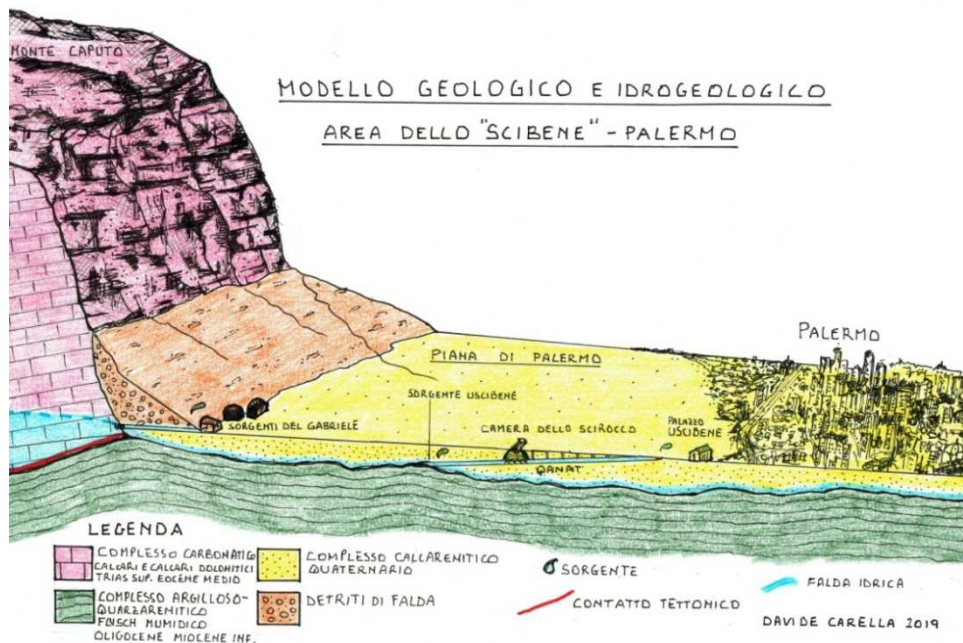 MONTE CAPUTO
MODELLO GEOLOGICO E IDROGEOLOGICO
AREA DELLO "SCIBENE" - PALERMO
PALERMO
PIANA DI PALERMO
SORGENTE USCIBENE
SORGENTI DEL GABRIELE
CAMERA DELLO SCIROCCO
PALAZZO
USCIBENE
QANAT
LEGENDA
COMPLESSO CARBONATICO
CALCARI E CALCARI DOLOMITICI
TRIAS SUP. EOCENE MEDIO
COMPLESSO ARGILLOSO-
QUARZARENITICO
FLYSCH NUMIDICO
OLIGOCENE MIOCENE INF.
COMPLESSO CALCARENITICO
QUATERNARIO
DETRITI DI FALDA
SORGENTE
CONTATTO TETTONICO
FALDA IDRICA
DAVIDE CARELLA 2019